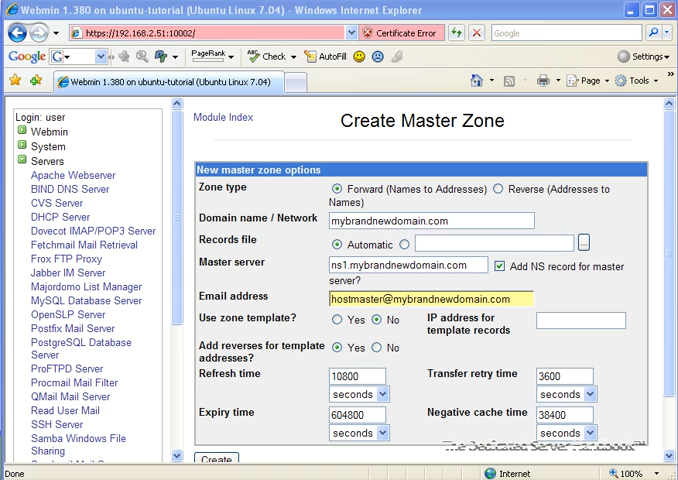 Webmin 1.380 on ubuntu-tutorial (Ubuntu Linux 7.04) - Windows Internet Explorer
https://192.168.2.51:10002/
Certificate Error
Google
Google
G
PageRank
Check
AutoFill
Settings
Webmin 1.380 on ubuntu-tutorial (Ubuntu Linux 7.04)
Page
Tools
Login: user
Webmin
System
Servers
Apache Webserver
BIND DNS Server
CVS Server
DHCP Server
Dovecot IMAP/POP3 Server
Fetchmail Mail Retrieval
Frox FTP Proxy
Jabber IM Server
Majordomo List Manager
MySQL Database Server
OpenSLP Server
Postfix Mail Server
PostgreSQL Database
Server
ProFTPD Server
Procmail Mail Filter
QMail Mail Server
Read User Mail
SSH Server
Samba Windows File
Sharing
Module Index
Create Master Zone
New master zone options
Zone type
Forward (Names to Addresses)
Reverse (Addresses to
Names)
Domain name / Network
mybrandnewdomain.com
Records file
Automatic
...
Master server
ns1.mybrandnewdomain.com
Add NS record for master
server?
Email address
hostmaster@mybrandnewdomain.com
Use zone template?
Yes
No
IP address for
template records
Add reverses for template
addresses?
Yes
No
Refresh time
10800
seconds
Transfer retry time
3600
seconds
Expiry time
604800
seconds
Negative cache time
38400
seconds
Create
The Dedicated Server Handbook™
Done
Internet
100%